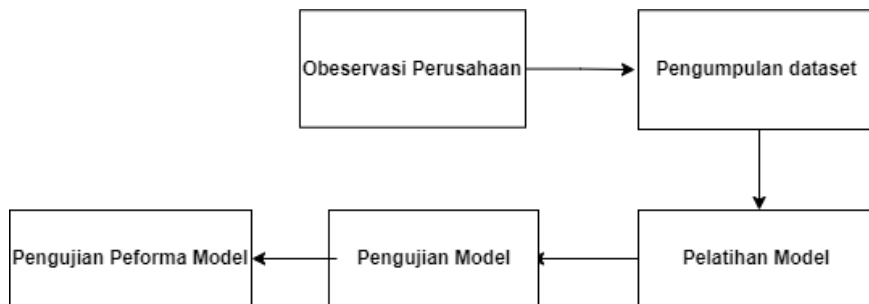 Obeservasi Perusahaan
Pengumpulan dataset
Pelatihan Model
Pengujian Model
Pengujian Peforma Model